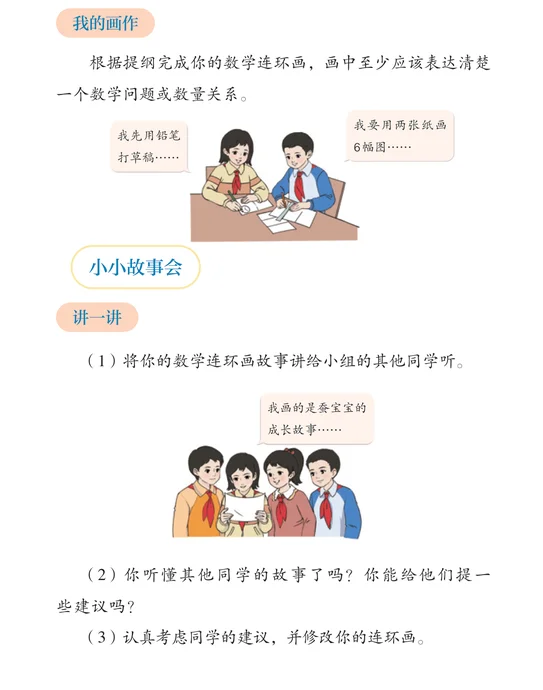 我的画作
根据提纲完成你的数学连环画，画中至少应该表达清楚
一个数学问题或数量关系。
我先用铅笔
打草稿……
我要用两张纸画
6幅图……
小小故事会
讲一讲
（1）将你的数学连环画故事讲给小组的其他同学听。
我画的是蚕宝宝的
成长故事……
（2）你听懂其他同学的故事了吗？你能给他们提一
些建议吗？
（3）认真考虑同学的建议，并修改你的连环画。